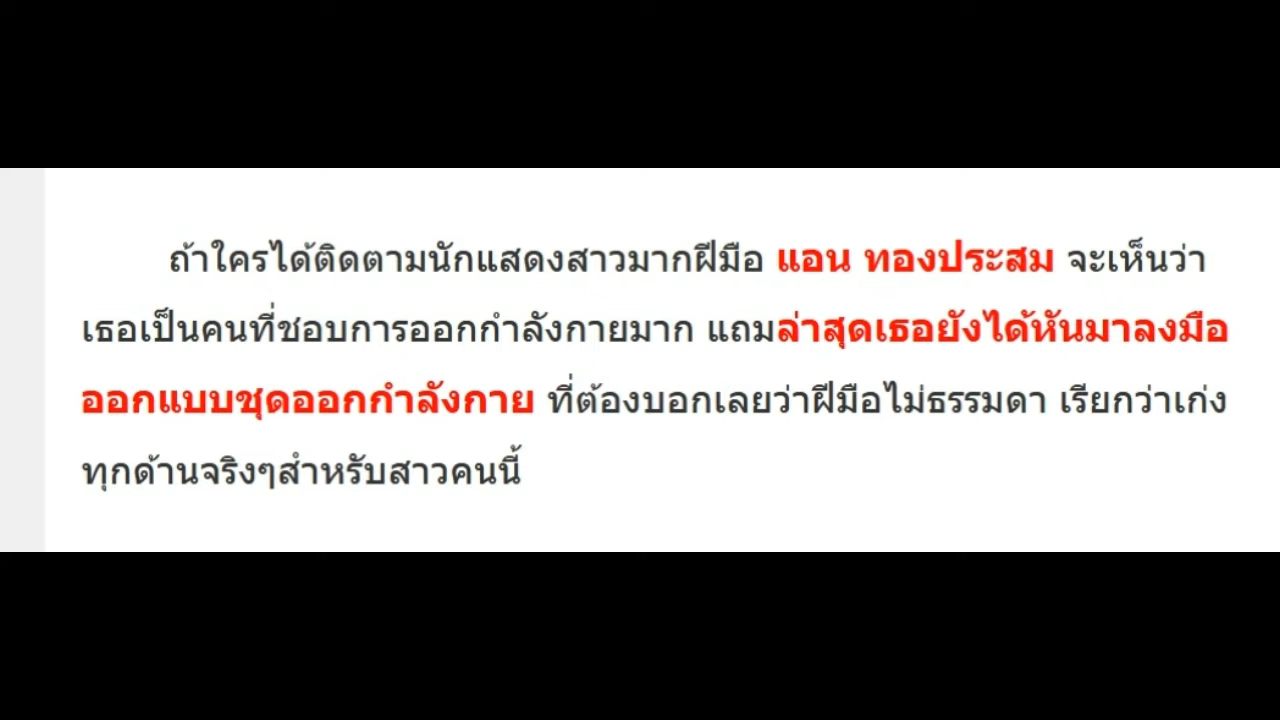 ถ้าใครได้ติดตามนักแสดงสาวมากฝีมือ แอน ทองประสม จะเห็นว่า
เธอเป็นคนที่ชอบการออกกำลังกายมาก แถมล่าสุดเธอยังได้หันมาลงมือ
ออกแบบชุดออกกำลังกาย ที่ต้องบอกเลยว่าฝีมือไม่ธรรมดา เรียกว่าเก่ง
ทุกด้านจริงๆสำหรับสาวคนนี้